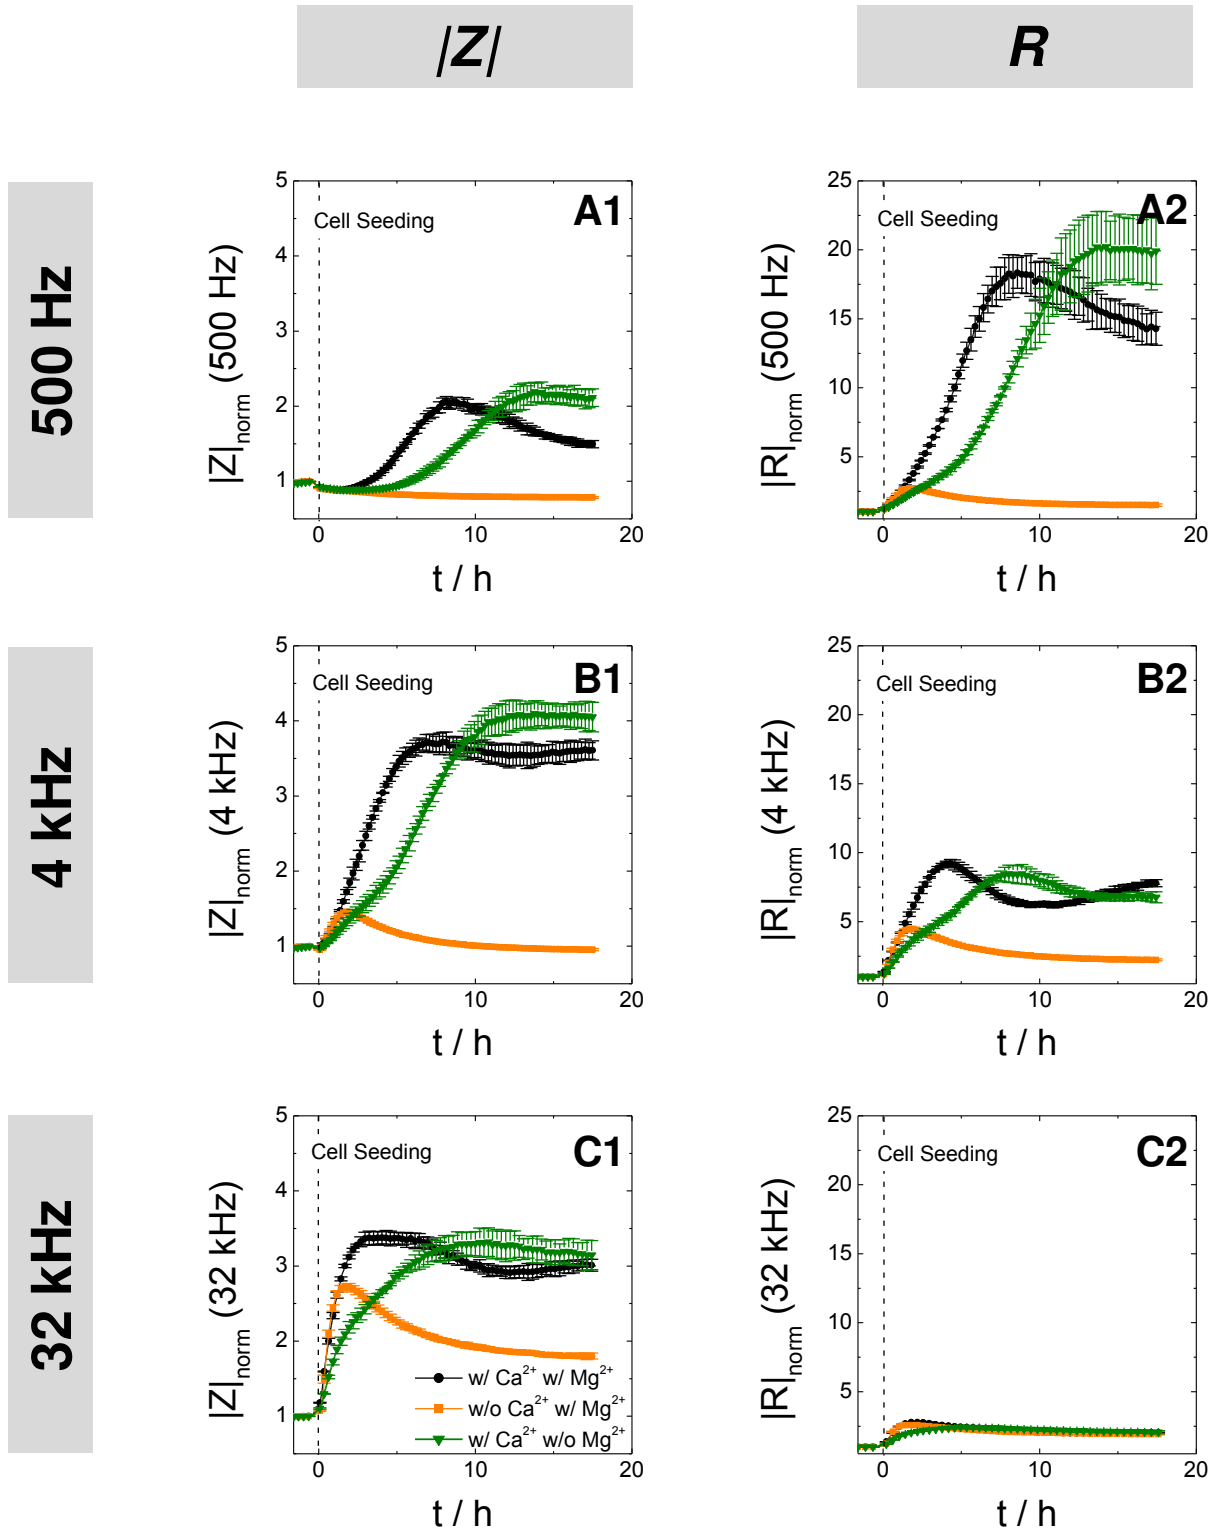 |Z|
R
500 Hz
A1
Cell Seeding
|Z|norm (500 Hz)
5
4
3
2
1
0
10
20
t / h
A2
Cell Seeding
|R|norm (500 Hz)
25
20
15
10
5
0
10
20
t / h
4 kHz
B1
Cell Seeding
|Z|norm (4 kHz)
5
4
3
2
1
0
10
20
t / h
B2
Cell Seeding
|R|norm (4 kHz)
25
20
15
10
5
0
10
20
t / h
32 kHz
C1
Cell Seeding
|Z|norm (32 kHz)
5
4
3
2
1
w/ Ca²⁺ w/ Mg²⁺
w/o Ca²⁺ w/ Mg²⁺
w/ Ca²⁺ w/o Mg²⁺
0
10
20
t / h
C2
Cell Seeding
|R|norm (32 kHz)
25
20
15
10
5
0
10
20
t / h